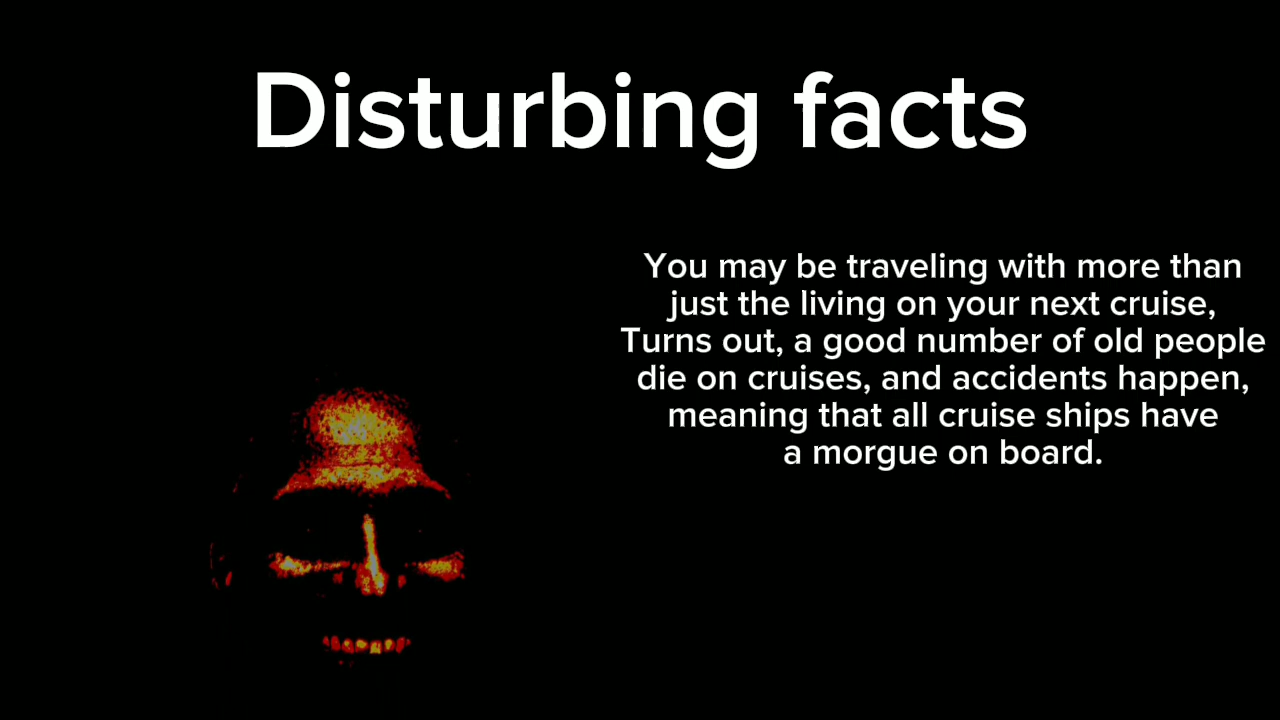 Disturbing facts
You may be traveling with more than
just the living on your next cruise,
Turns out, a good number of old people
die on cruises, and accidents happen,
meaning that all cruise ships have
a morgue on board.